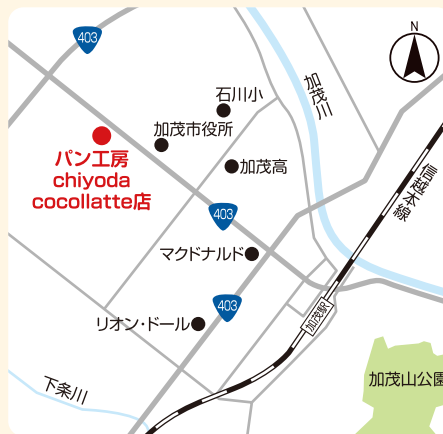 403
N
石川小
加茂川
加茂市役所
パン工房
chiyoda
cocollatte店
加茂高
信越本線
403
マクドナルド
403
リオン・ドール
加茂駅
下条川
加茂山公園